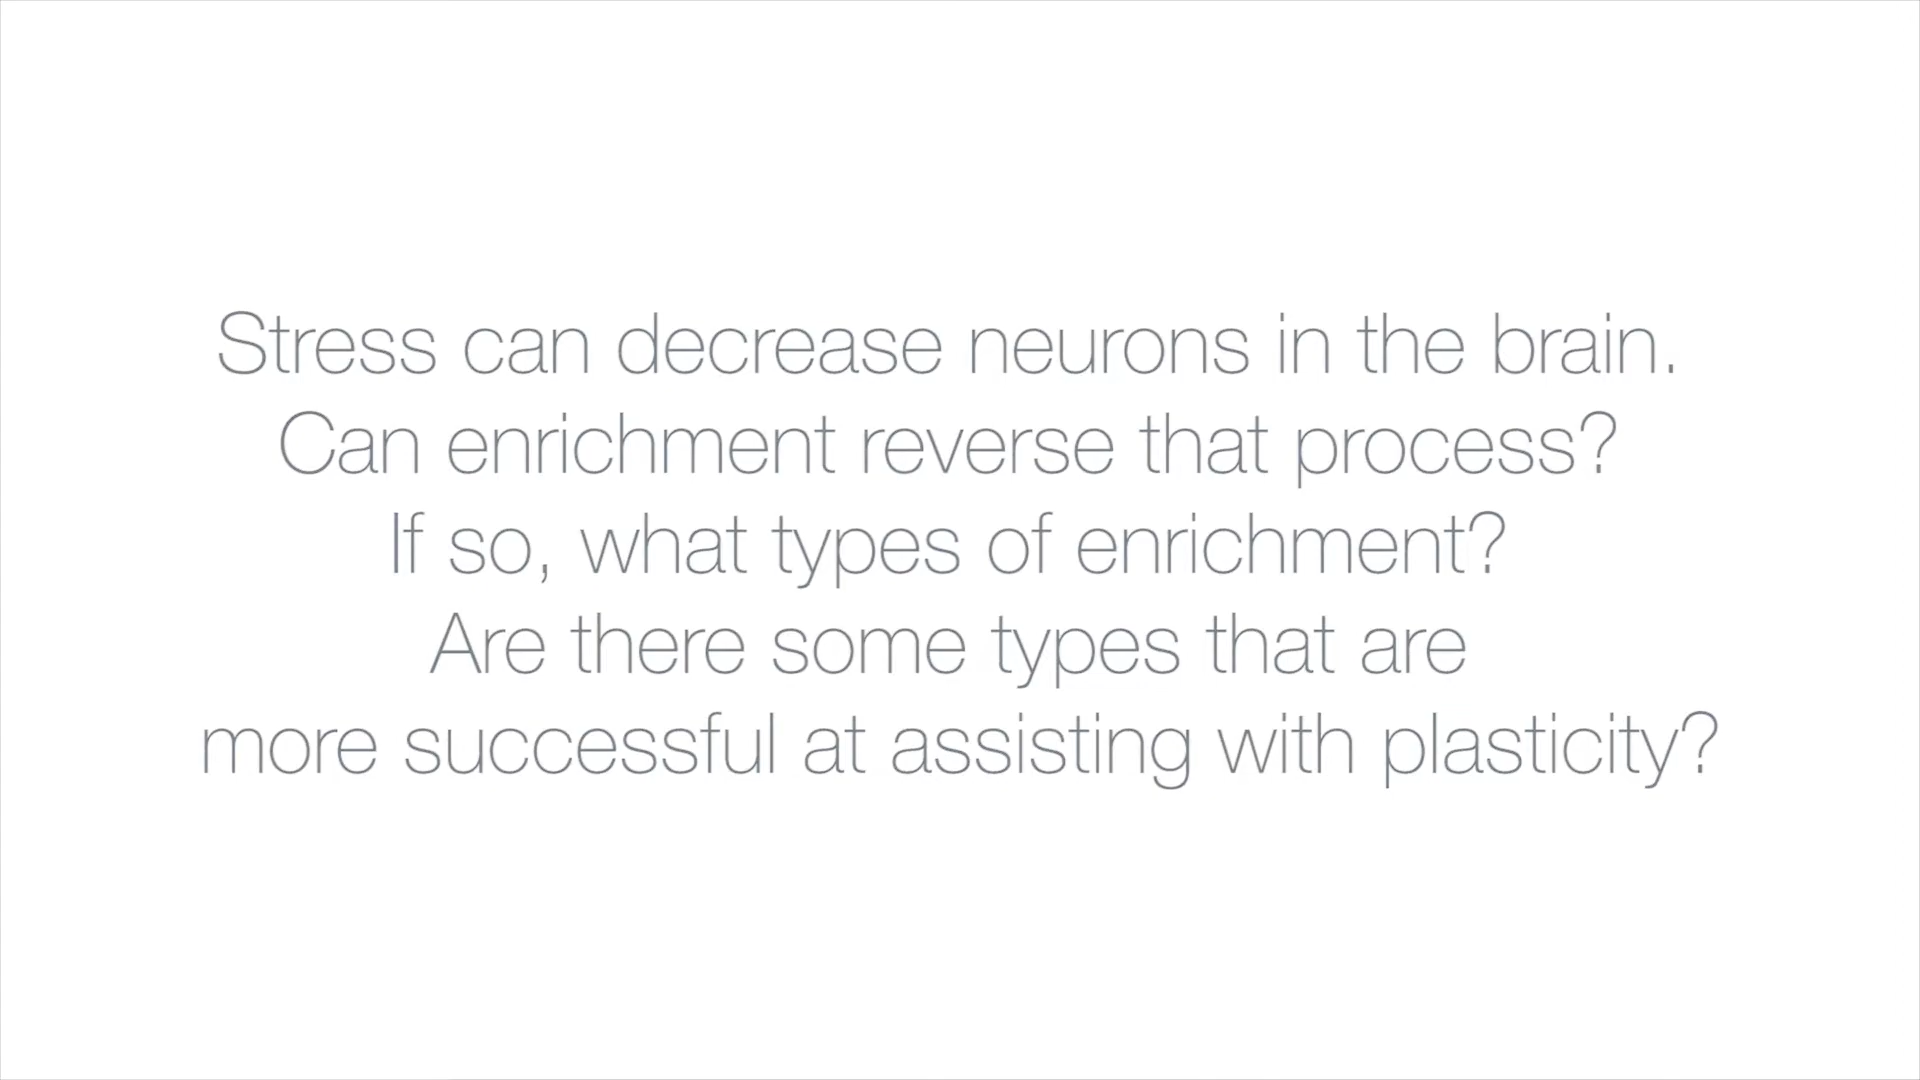 Stress can decrease neurons in the brain.
Can enrichment reverse that process?
If so, what types of enrichment?
Are there some types that are
more successful at assisting with plasticity?